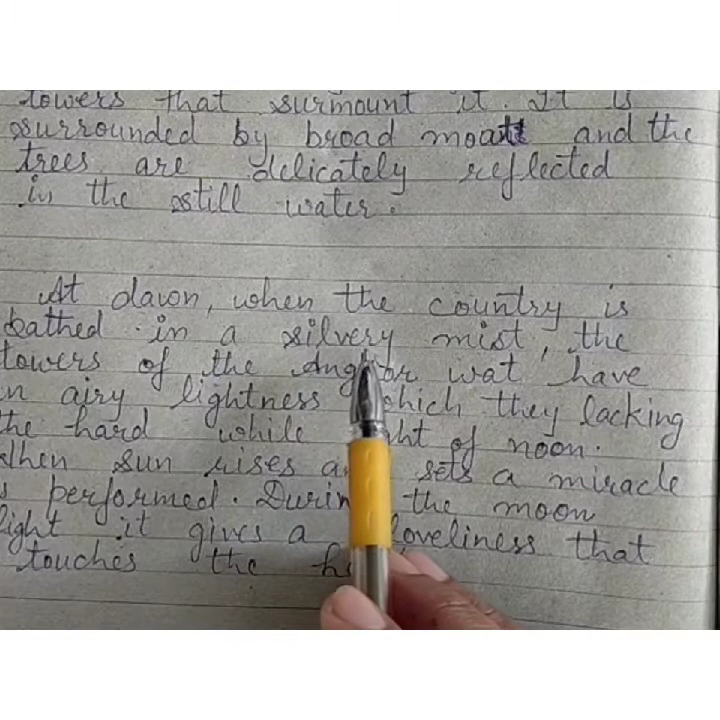 towers that surmount it. It is
surrounded by broad moat and the
trees are delicately reflected
in the still water.
At dawn, when the country is
bathed in a silvery mist, the
towers of the wat have
airy lightness which they lacking
the hard while of noon.
When sun rises sets a miracle
performed. the moon
light it gives a loveliness that
touches the